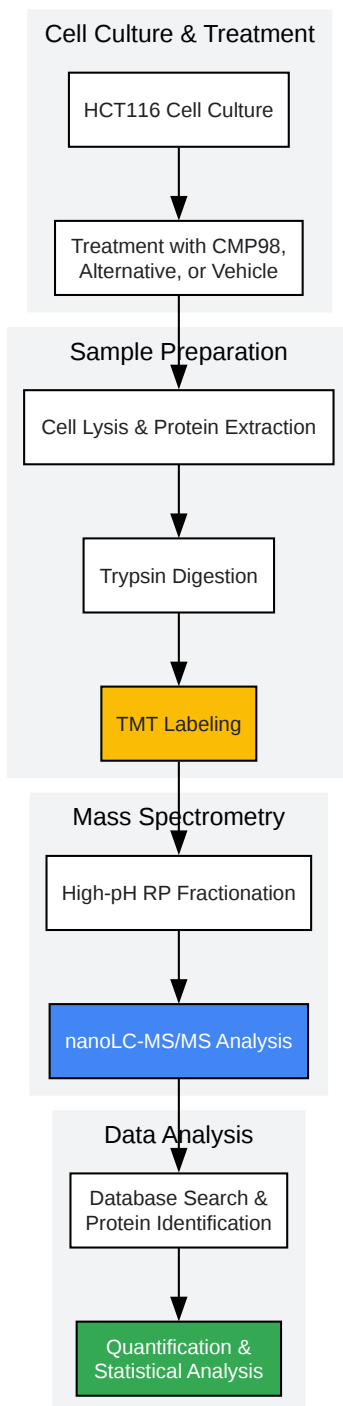 Cell Culture & Treatment
HCT116 Cell Culture
Treatment with CMP98,
Alternative, or Vehicle
Sample Preparation
Cell Lysis & Protein Extraction
Trypsin Digestion
TMT Labeling
Mass Spectrometry
High-pH RP Fractionation
nanoLC-MS/MS Analysis
Data Analysis
Database Search &
Protein Identification
Quantification &
Statistical Analysis